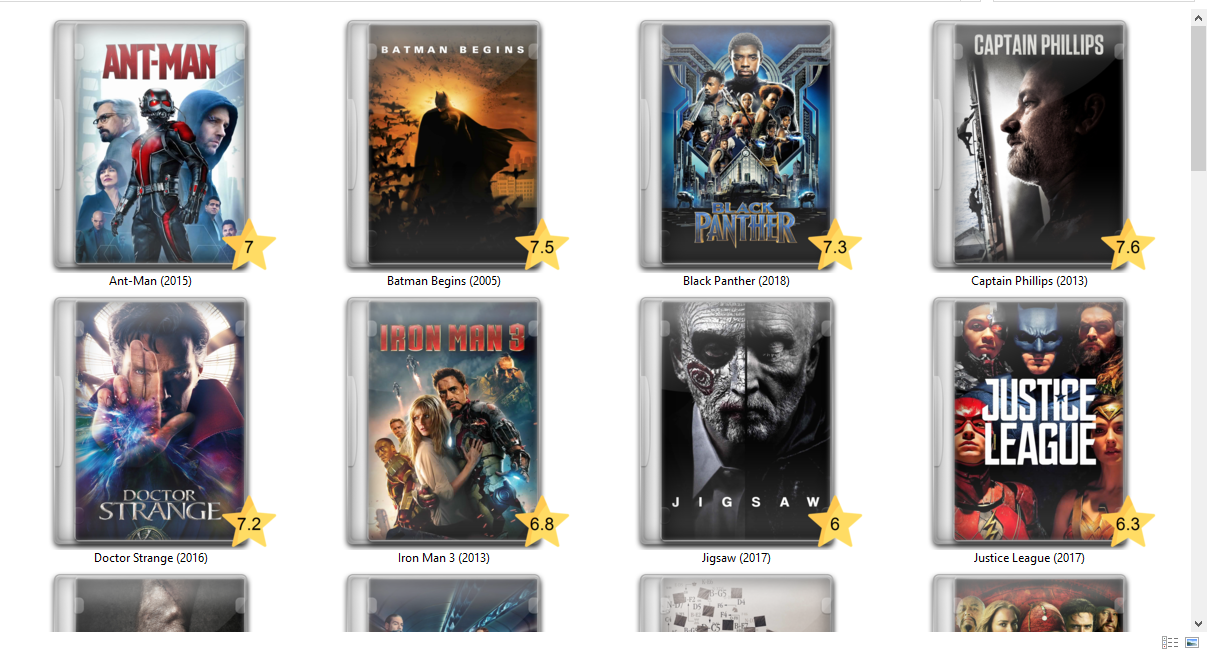 ANT-MAN
7
Ant-Man (2015)
BATMAN BEGINS
7.5
Batman Begins (2005)
BLACK
PANTHER
7.3
Black Panther (2018)
CAPTAIN PHILLIPS
7.6
Captain Phillips (2013)
DOCTOR
STRANGE
7.2
Doctor Strange (2016)
IRON MAN 3
6.8
Iron Man 3 (2013)
JIGSAW
6
Jigsaw (2017)
JUSTICE
LEAGUE
6.3
Justice League (2017)